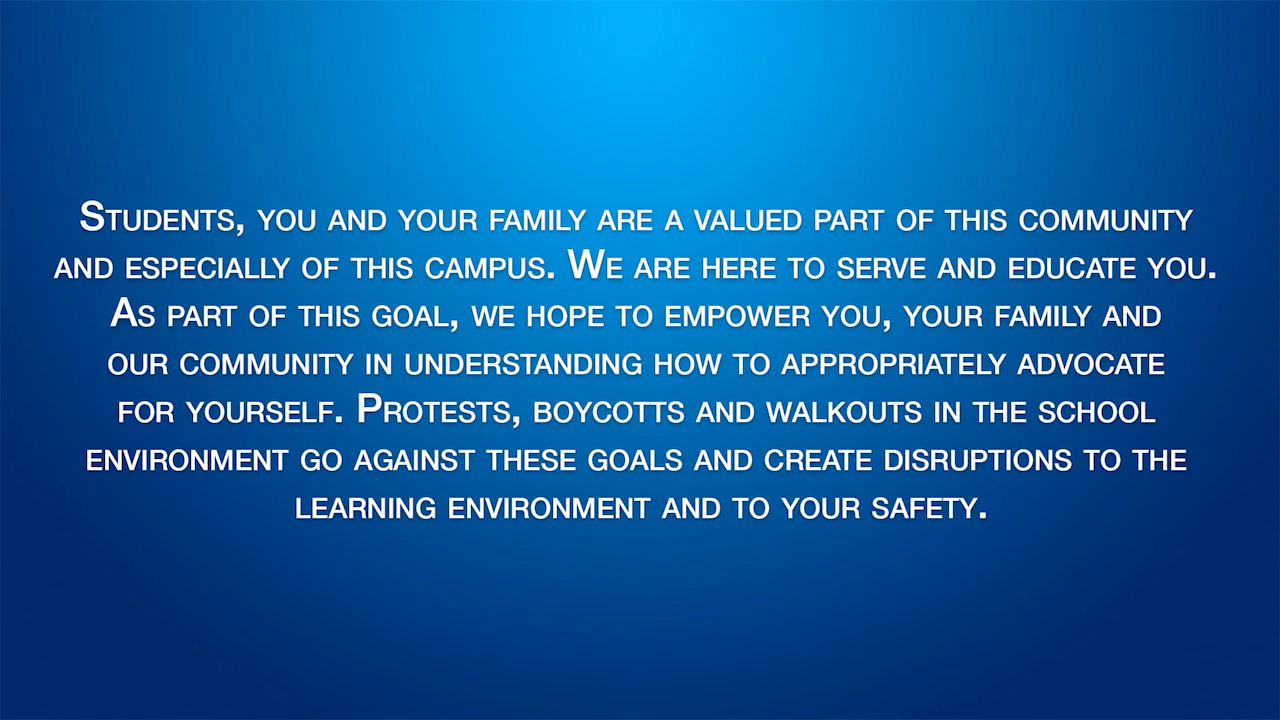 Students, you and your family are a valued part of this community
and especially of this campus. We are here to serve and educate you.
As part of this goal, we hope to empower you, your family and
our community in understanding how to appropriately advocate
for yourself. Protests, boycotts and walkouts in the school
environment go against these goals and create disruptions to the
learning environment and to your safety.